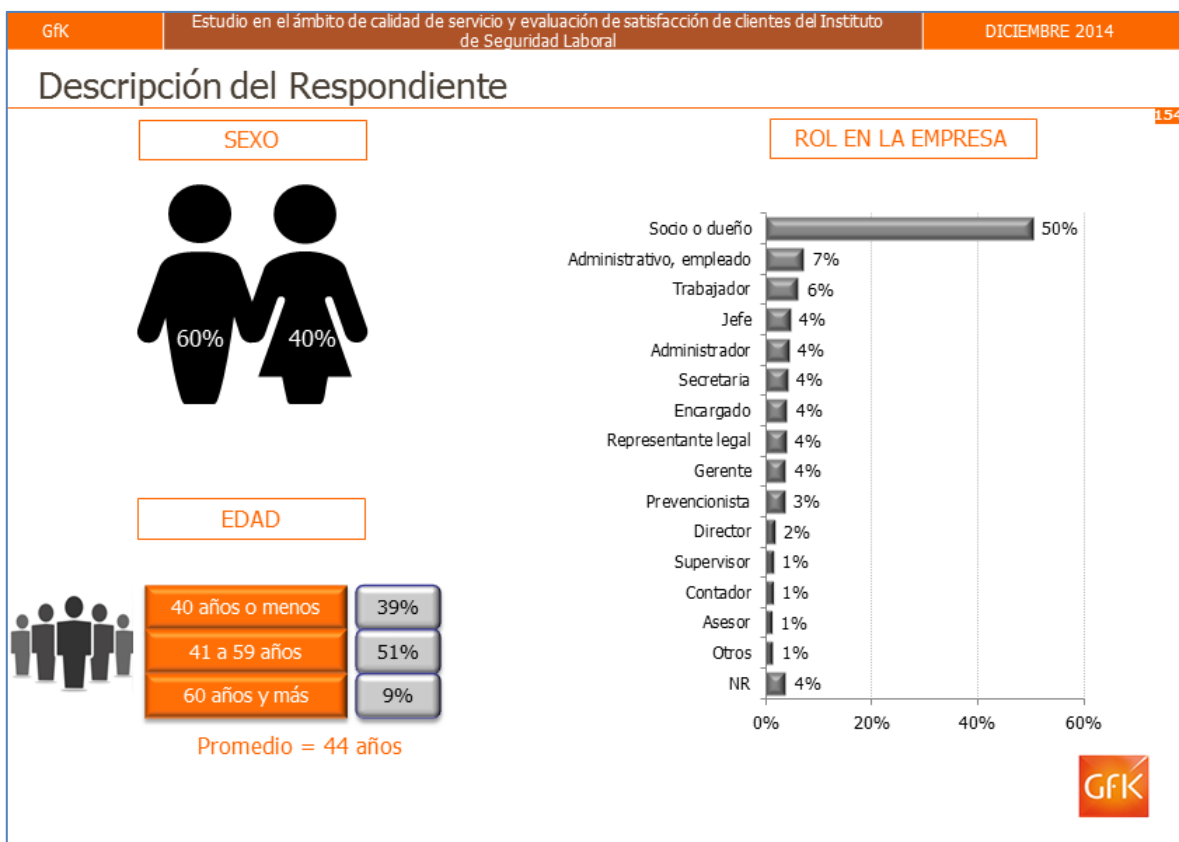 GfK
Estudio en el ámbito de calidad de servicio y evaluación de satisfacción de clientes del Instituto
de Seguridad Laboral
DICIEMBRE 2014
Descripción del Respondiente
154
SEXO
60%
40%
EDAD
40 años o menos 39%
41 a 59 años 51%
60 años y más 9%
Promedio = 44 años
ROL EN LA EMPRESA
Socio o dueño 50%
Administrativo, empleado 7%
Trabajador 6%
Jefe 4%
Administrador 4%
Secretaria 4%
Encargado 4%
Representante legal 4%
Gerente 4%
Prevencionista 3%
Director 2%
Supervisor 1%
Contador 1%
Asesor 1%
Otros 1%
NR 4%
0% 20% 40% 60%
GfK